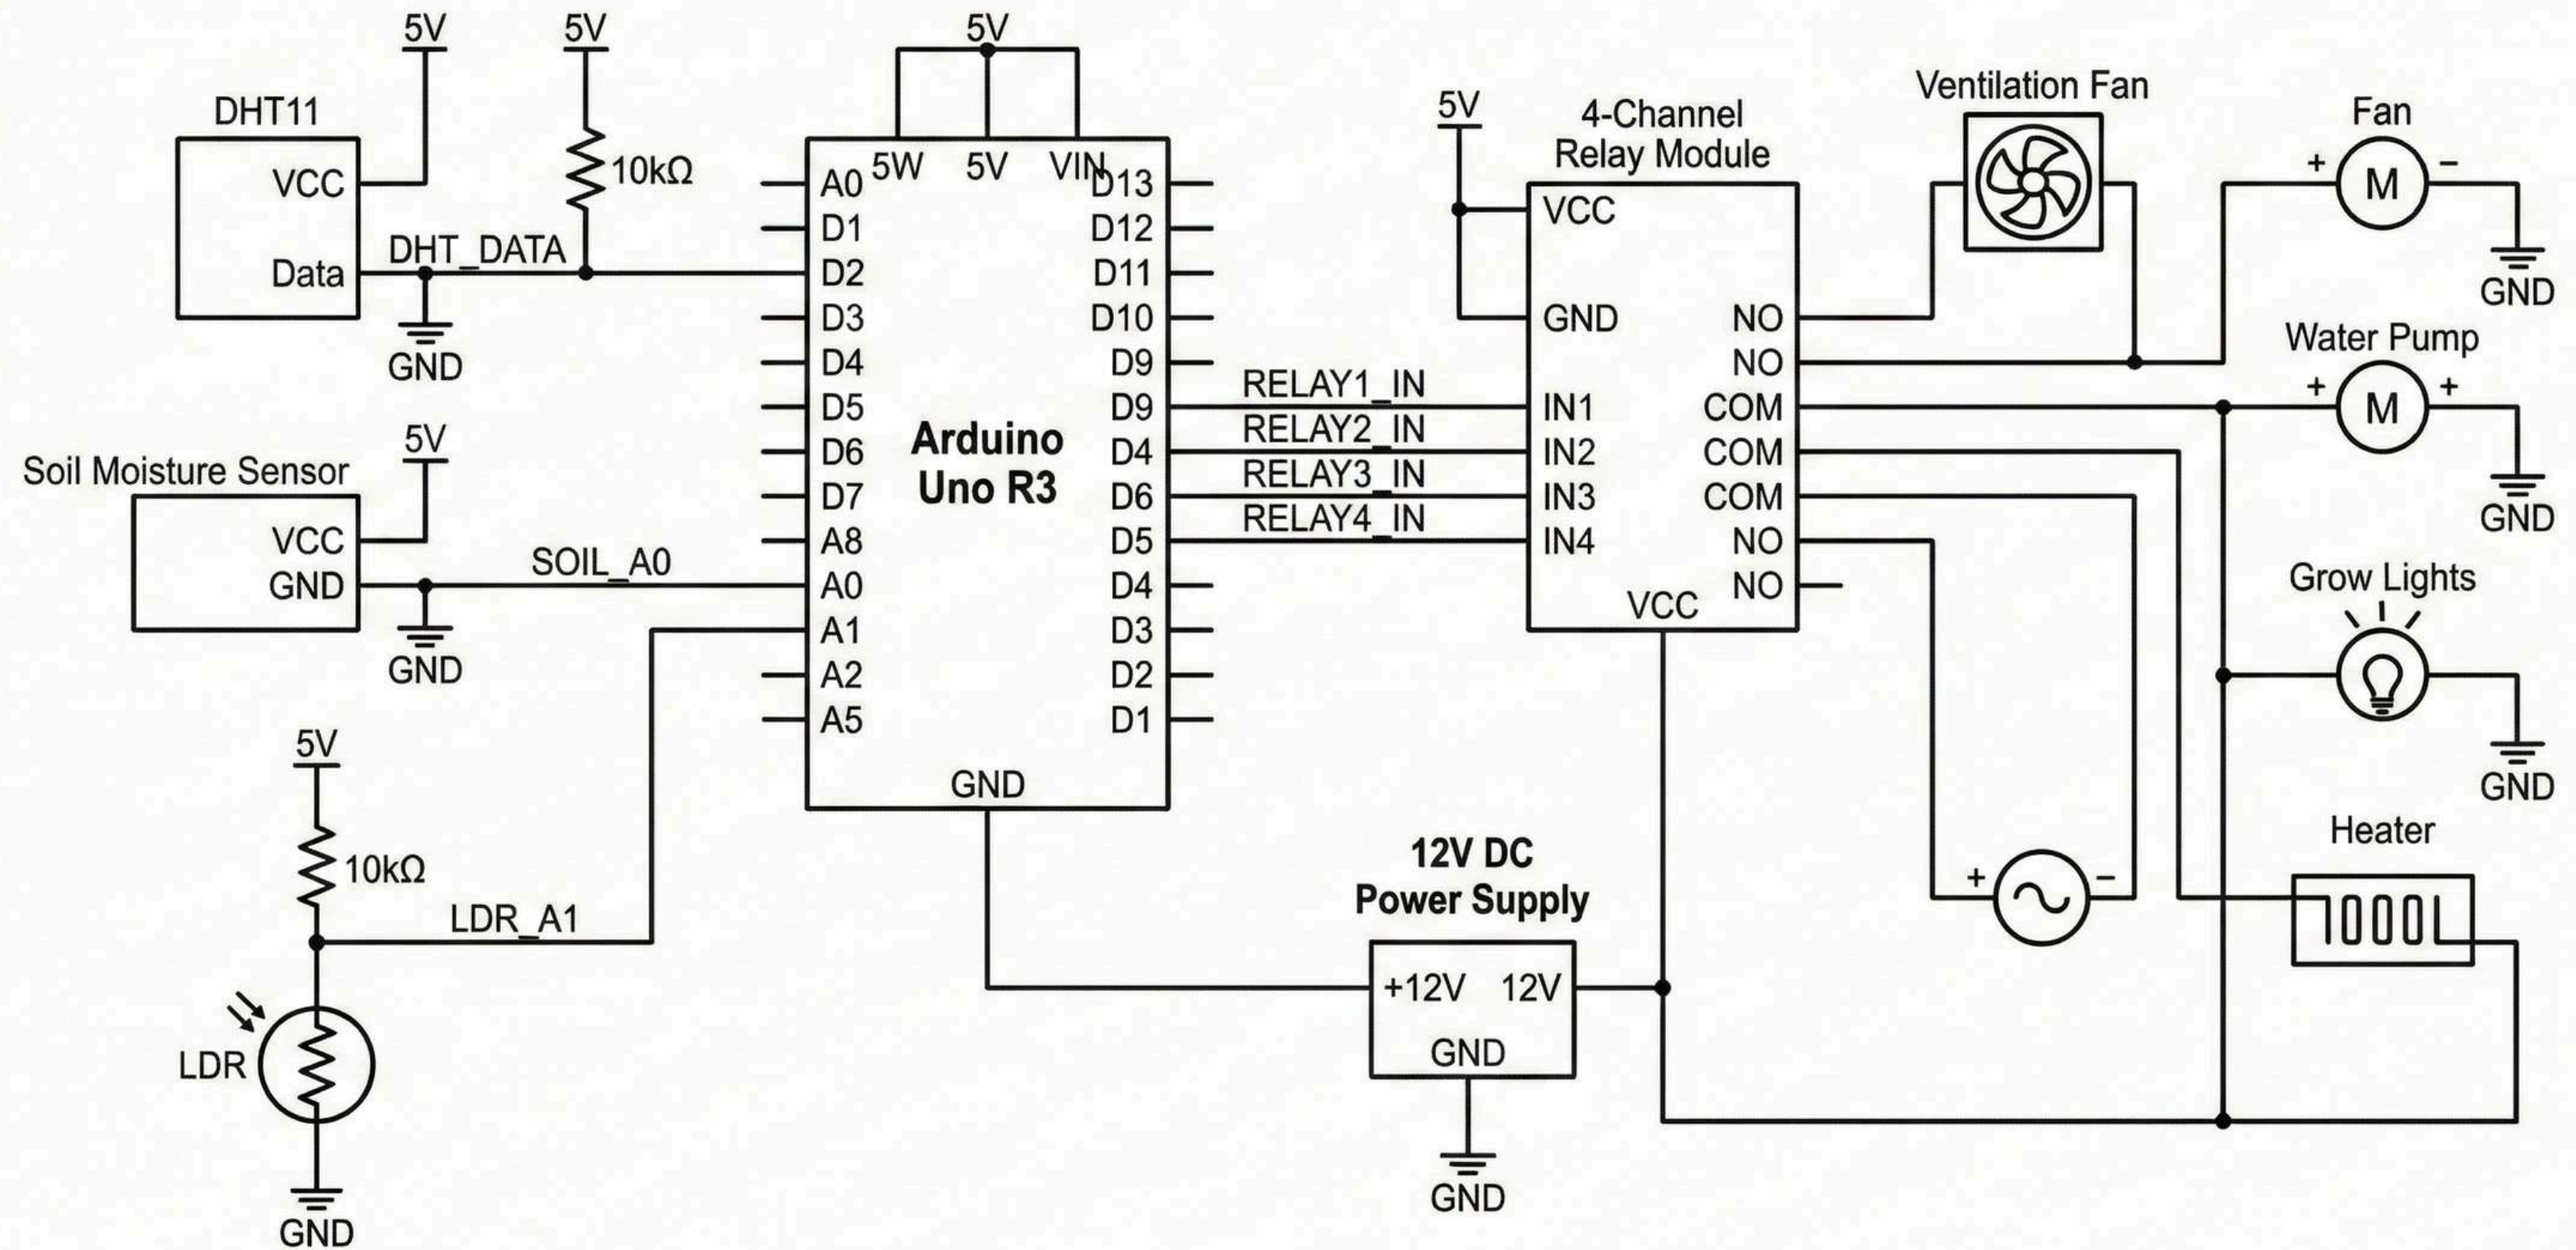 5V
5V
5V
DHT11
VCC
Data
DHT_DATA
10kΩ
GND
Soil Moisture Sensor
5V
VCC
GND
SOIL_A0
GND
5V
10kΩ
LDR_A1
LDR
GND
5W 5V VIN
A0
D1
D2
D3
D4
D5
D6
D7
A8
A0
A1
A2
A5
Arduino
Uno R3
D13
D12
D11
D10
D9
D9
D4
D6
D5
D4
D3
D2
D1
GND
RELAY1_IN
RELAY2_IN
RELAY3_IN
RELAY4_IN
5V
4-Channel
Relay Module
VCC
GND
IN1
IN2
IN3
IN4
NO
NO
COM
COM
COM
NO
NO
VCC
12V DC
Power Supply
+12V 12V
GND
GND
Ventilation Fan
Fan
+ M −
GND
Water Pump
+ M +
GND
Grow Lights
GND
Heater
+ −